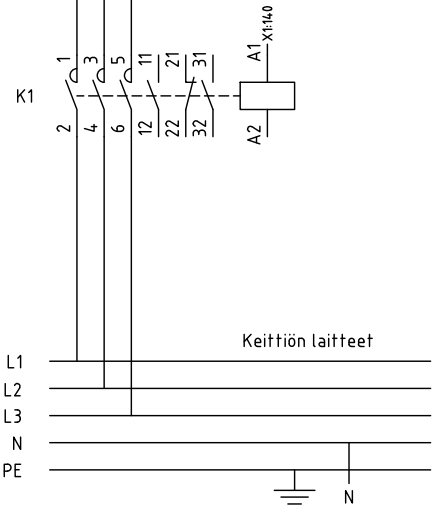 1 3 5 11 21 31 A1 X1:140
K1
2 4 6 12 22 32 A2
Keittiön laitteet
L1
L2
L3
N
PE
N